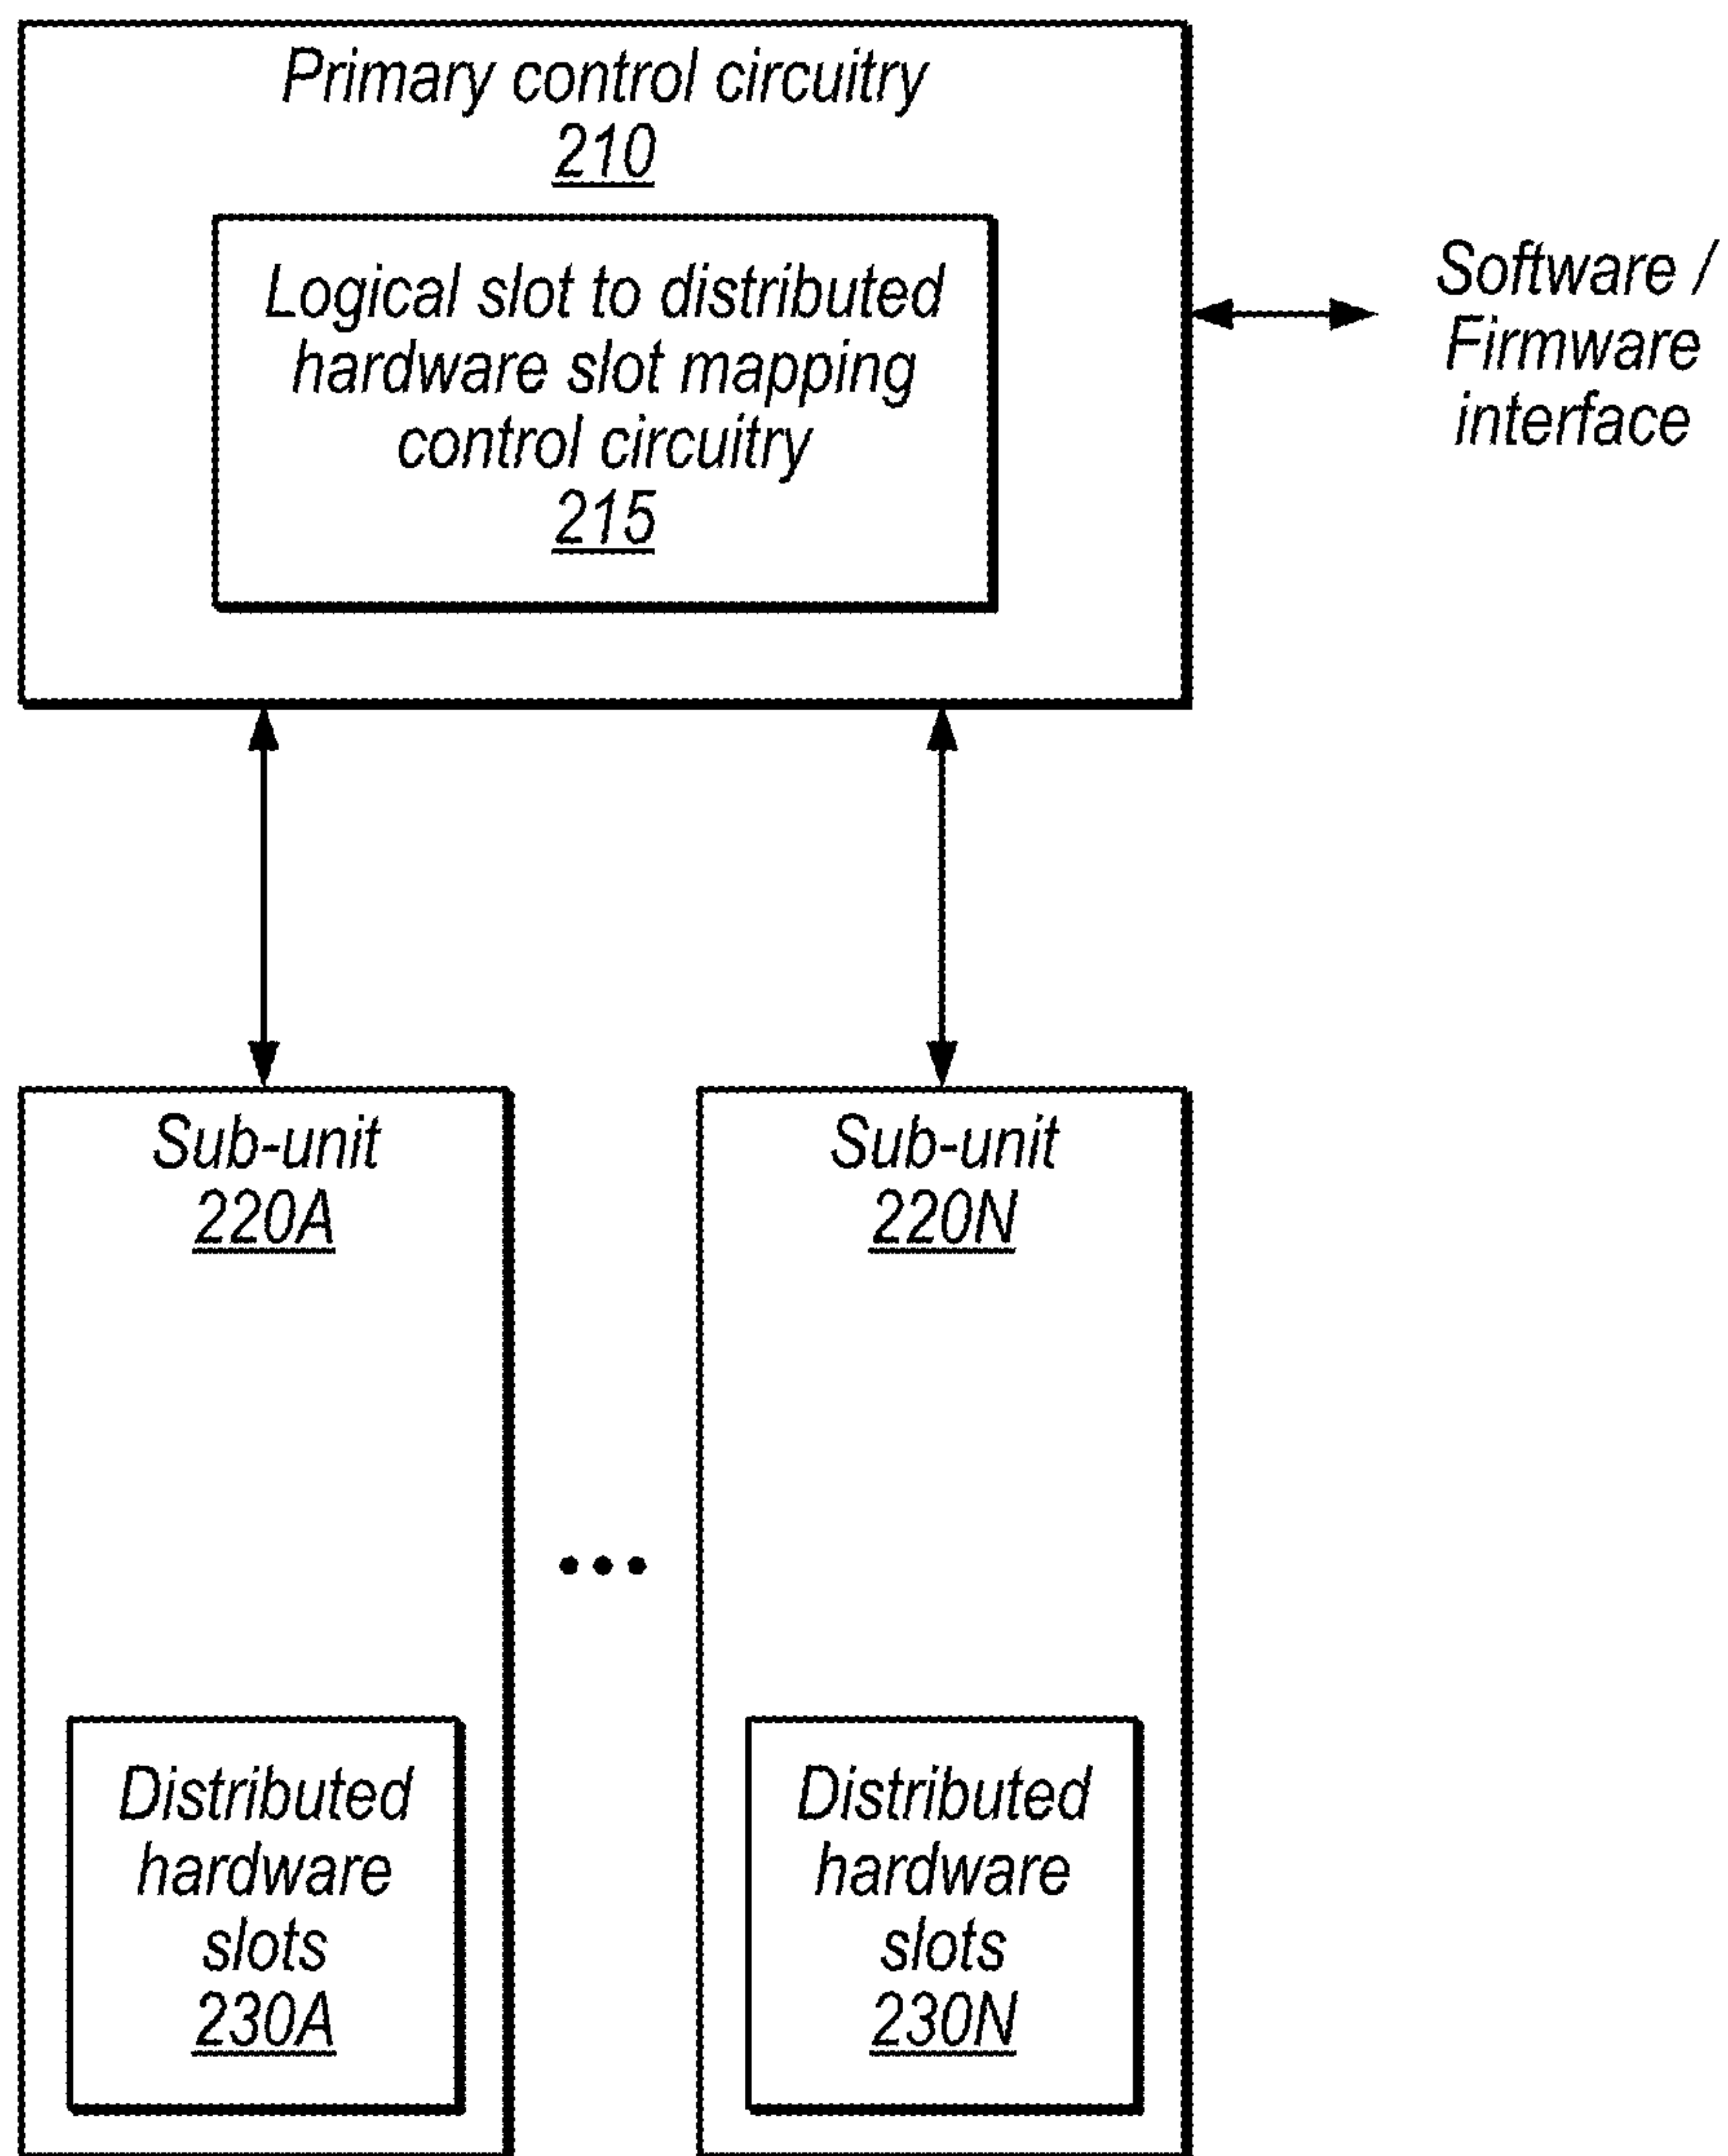 Primary control circuitry
210
Logical slot to distributed
hardware slot mapping
control circuitry
215
Software /
Firmware
interface
Sub-unit
220A
Sub-unit
220N
Distributed
hardware
slots
230A
Distributed
hardware
slots
230N